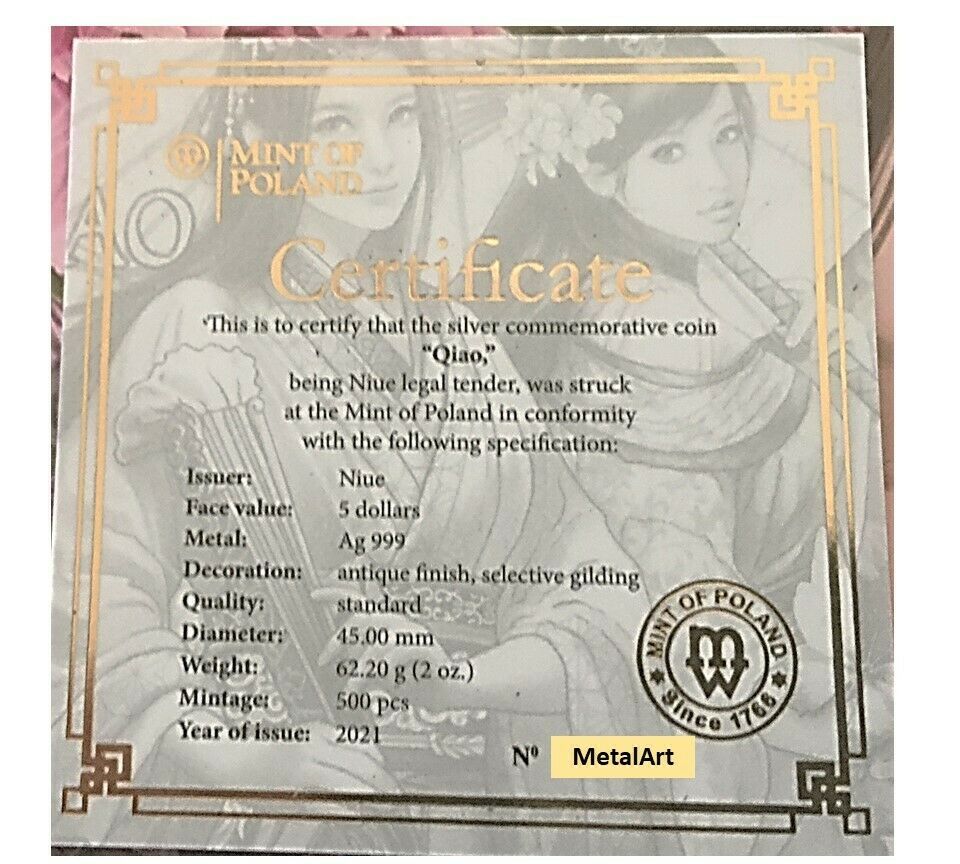 AO
MINT OF
POLAND
Certificate
This is to certify that the silver commemorative coin
“Qiao,”
being Niue legal tender, was struck
at the Mint of Poland in conformity
with the following specification:
Issuer: Niue
Face value: 5 dollars
Metal: Ag 999
Decoration: antique finish, selective gilding
Quality: standard
Diameter: 45.00 mm
Weight: 62.20 g (2 oz.)
Mintage: 500 pcs
Year of issue: 2021
MINT OF POLAND
Since 1766
Nº MetalArt